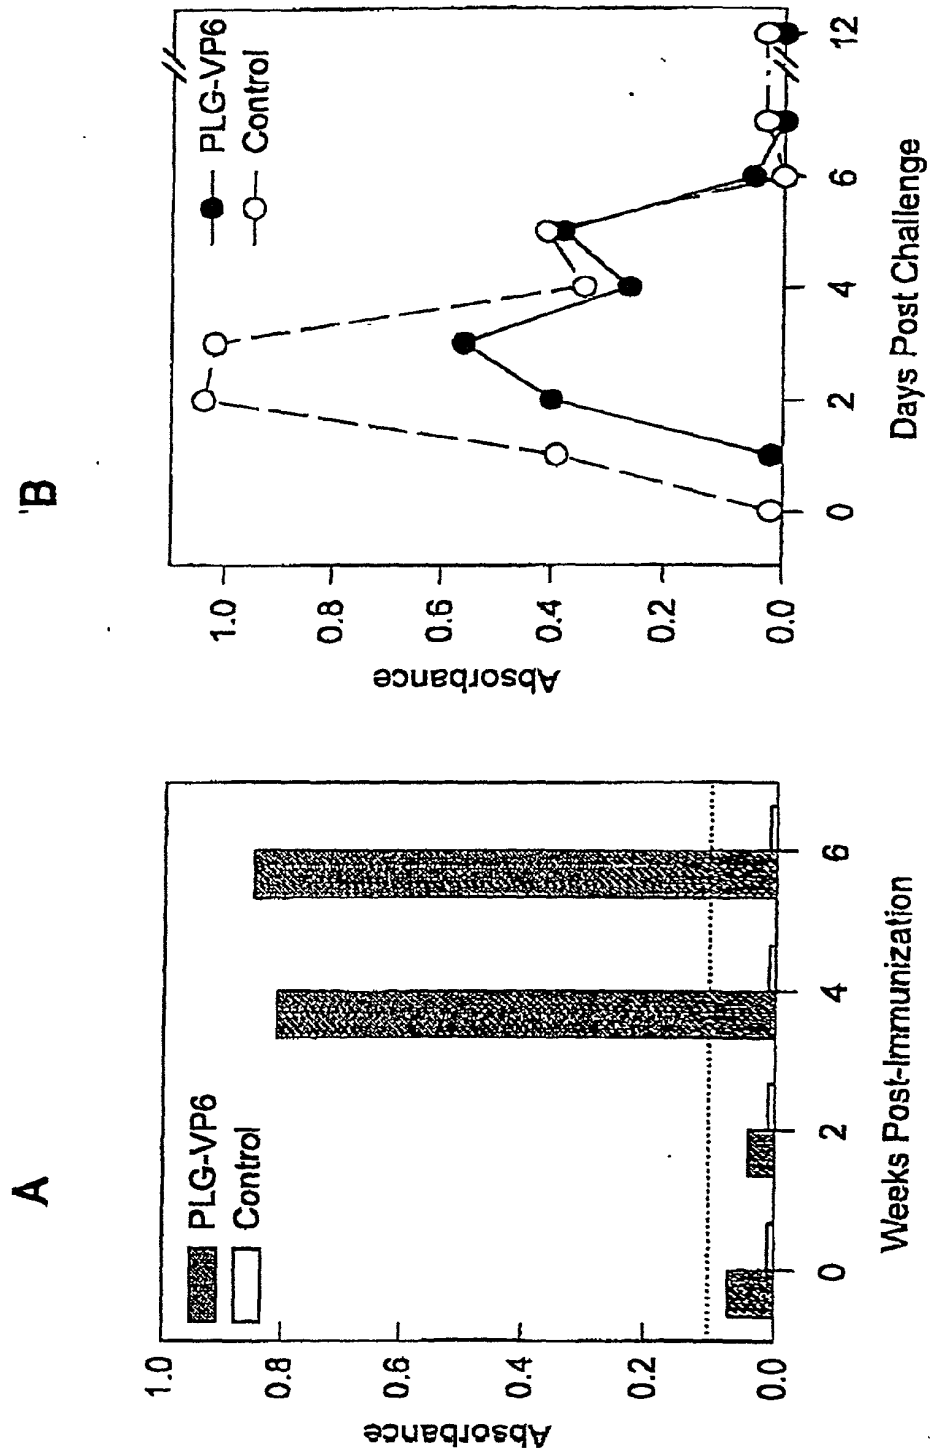 A
Absorbance
1.0
0.8
0.6
0.4
0.2
0.0
PLG-VP6
Control
0 2 4 6
Weeks Post-Immunization
B
Absorbance
1.0
0.8
0.6
0.4
0.2
0.0
PLG-VP6
Control
0 2 4 6 12
Days Post Challenge